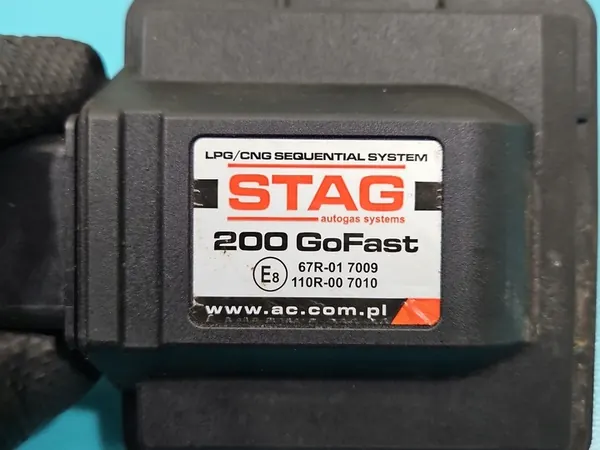 LPG/CNG SEQUENTIAL SYSTEM
STAG
autogas systems
200 GoFast
E8 67R-01 7009
110R-00 7010
www.ac.com.pl